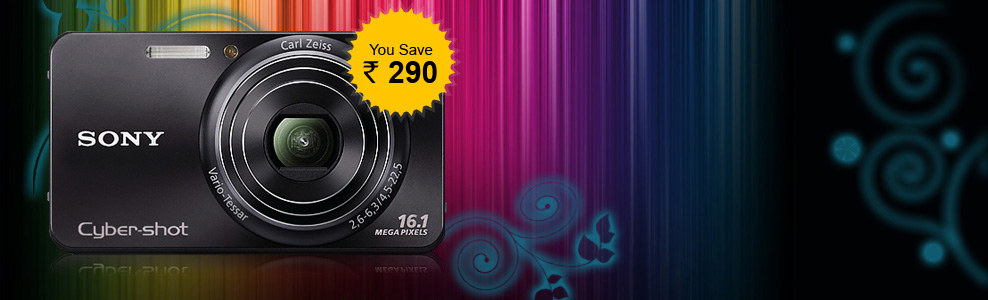 You Save
₹ 290
Carl Zeiss
SONY
Vario-Tessar
2,6-6,3/4,5-22,5
16.1
MEGA PIXELS
Cyber-shot